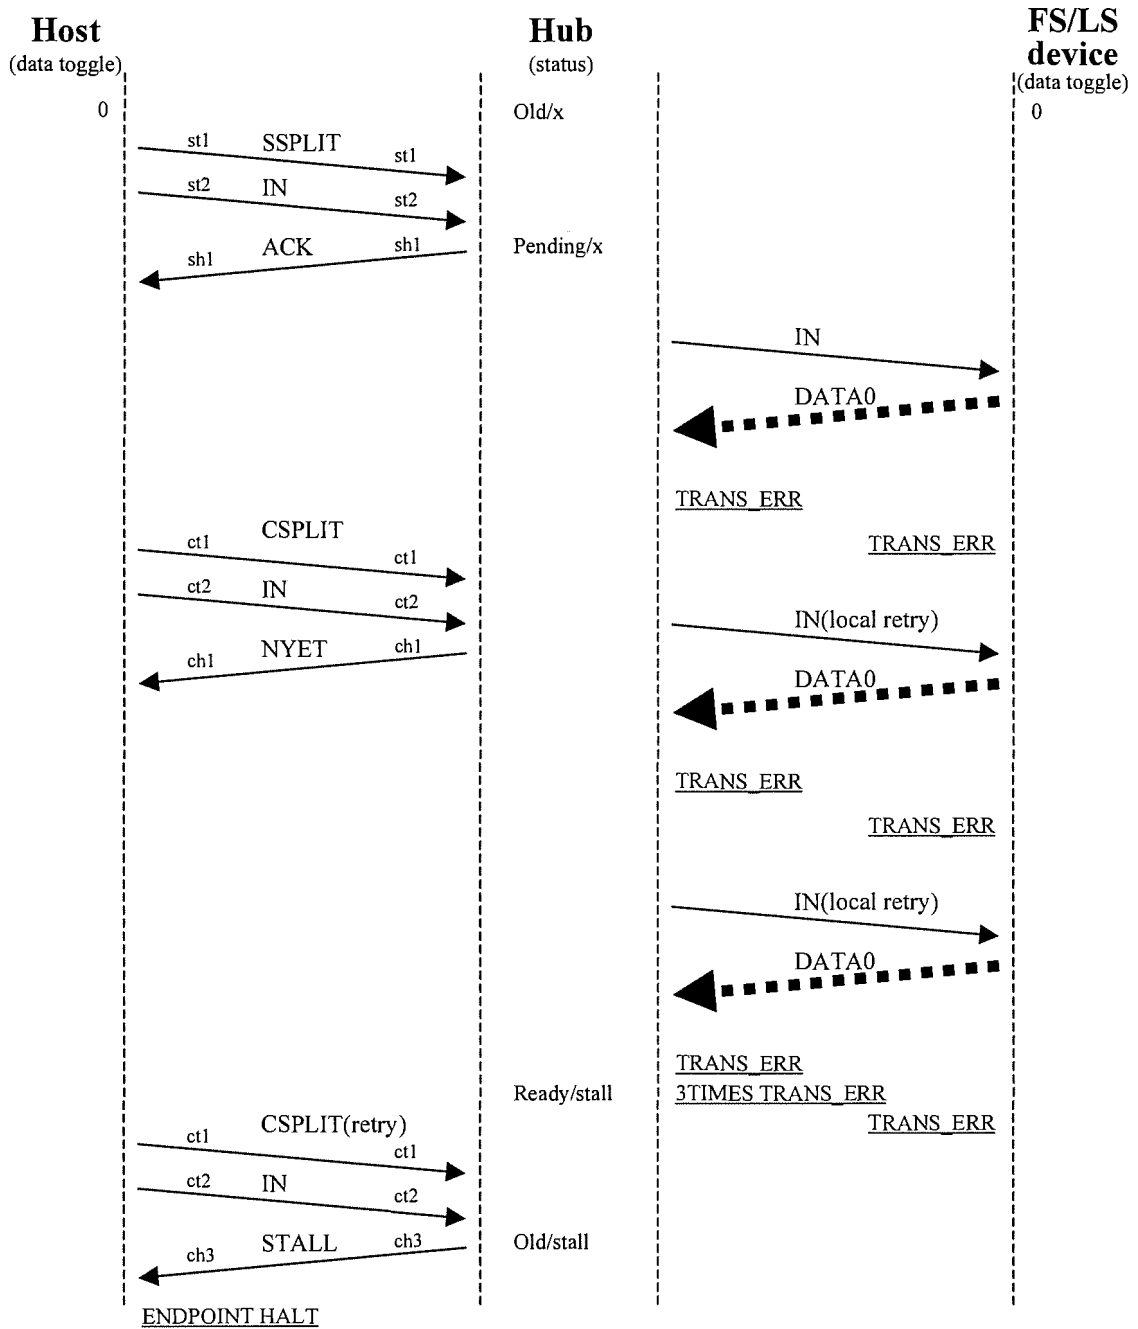 Host
(data toggle)
Hub
(status)
FS/LS
device
(data toggle)
0
Old/x
0
st1 SSPLIT st1
st2 IN st2
sh1 ACK sh1
Pending/x
IN
DATA0
TRANS_ERR
TRANS_ERR
ct1 CSPLIT ct1
ct2 IN ct2
ch1 NYET ch1
IN(local retry)
DATA0
TRANS_ERR
TRANS_ERR
IN(local retry)
DATA0
TRANS_ERR
Ready/stall
3TIMES TRANS_ERR
TRANS_ERR
ct1 CSPLIT(retry) ct1
ct2 IN ct2
ch3 STALL ch3
Old/stall
ENDPOINT HALT